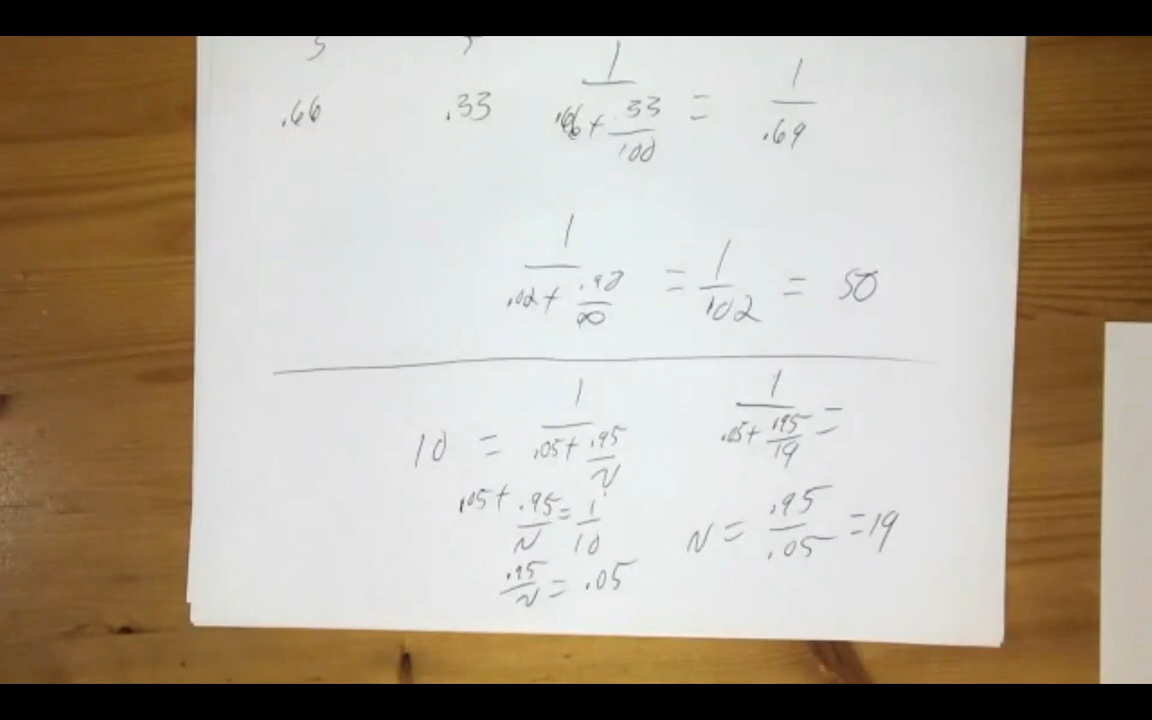 .66 .33 1/(.66 + .33/100) = 1/.69
1/(.02 + .98/∞) = 1/.02 = 50
10 = 1/(.05 + .95/N) 1/(.05 + .95/19) =
.05 + .95/N = 1/10 N = .95/.05 = 19
.95/N = .05